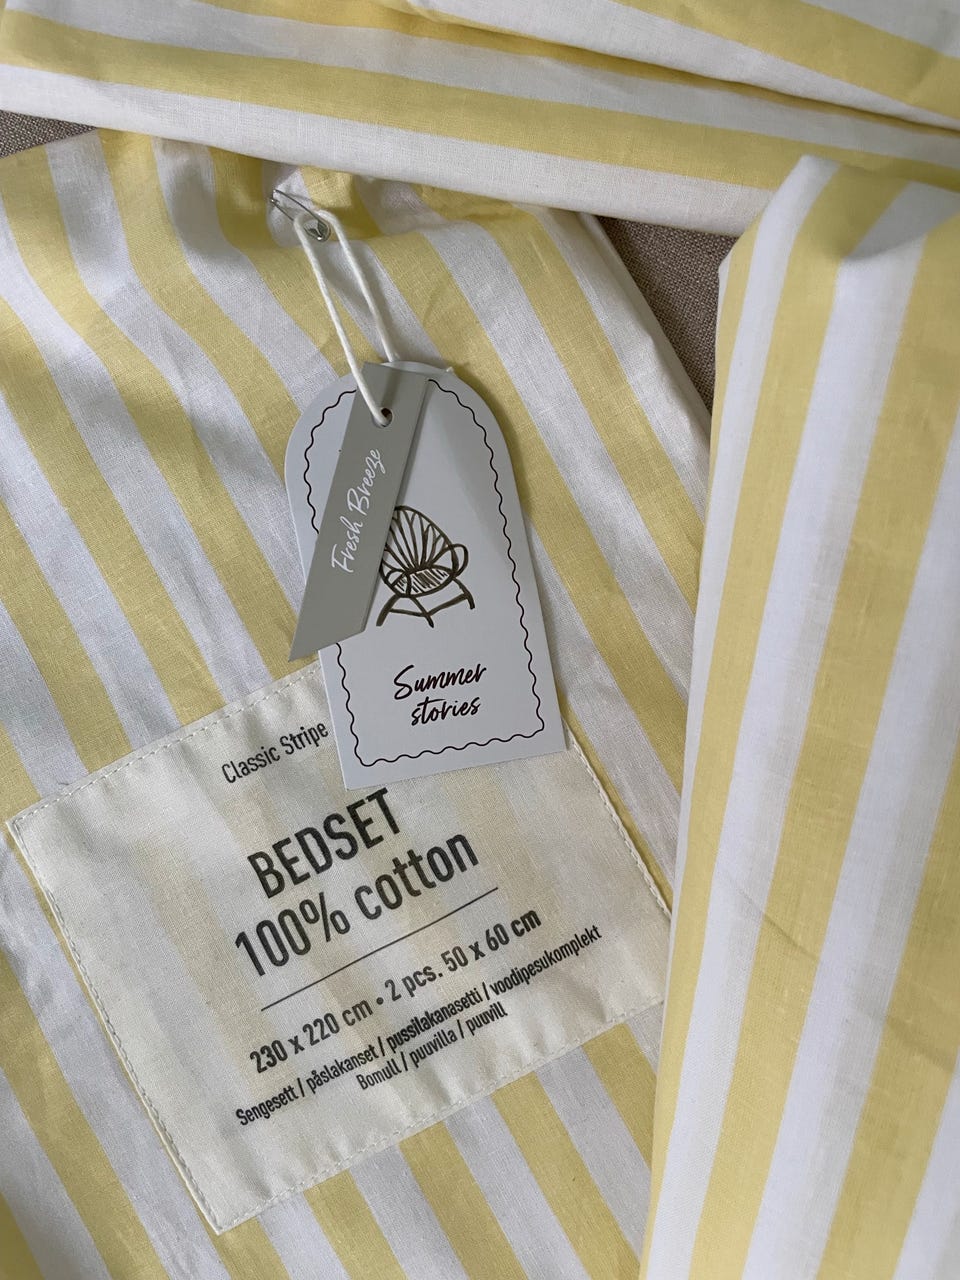 Fresh Breeze
Summer
stories
Classic Stripe
BEDSET
100% cotton
230 x 220 cm • 2 pcs. 50 x 60 cm
Sengesett / påslakanset / pussilakanasetti / voodipesukomplekt
Bomull / puuvilla / puuvill